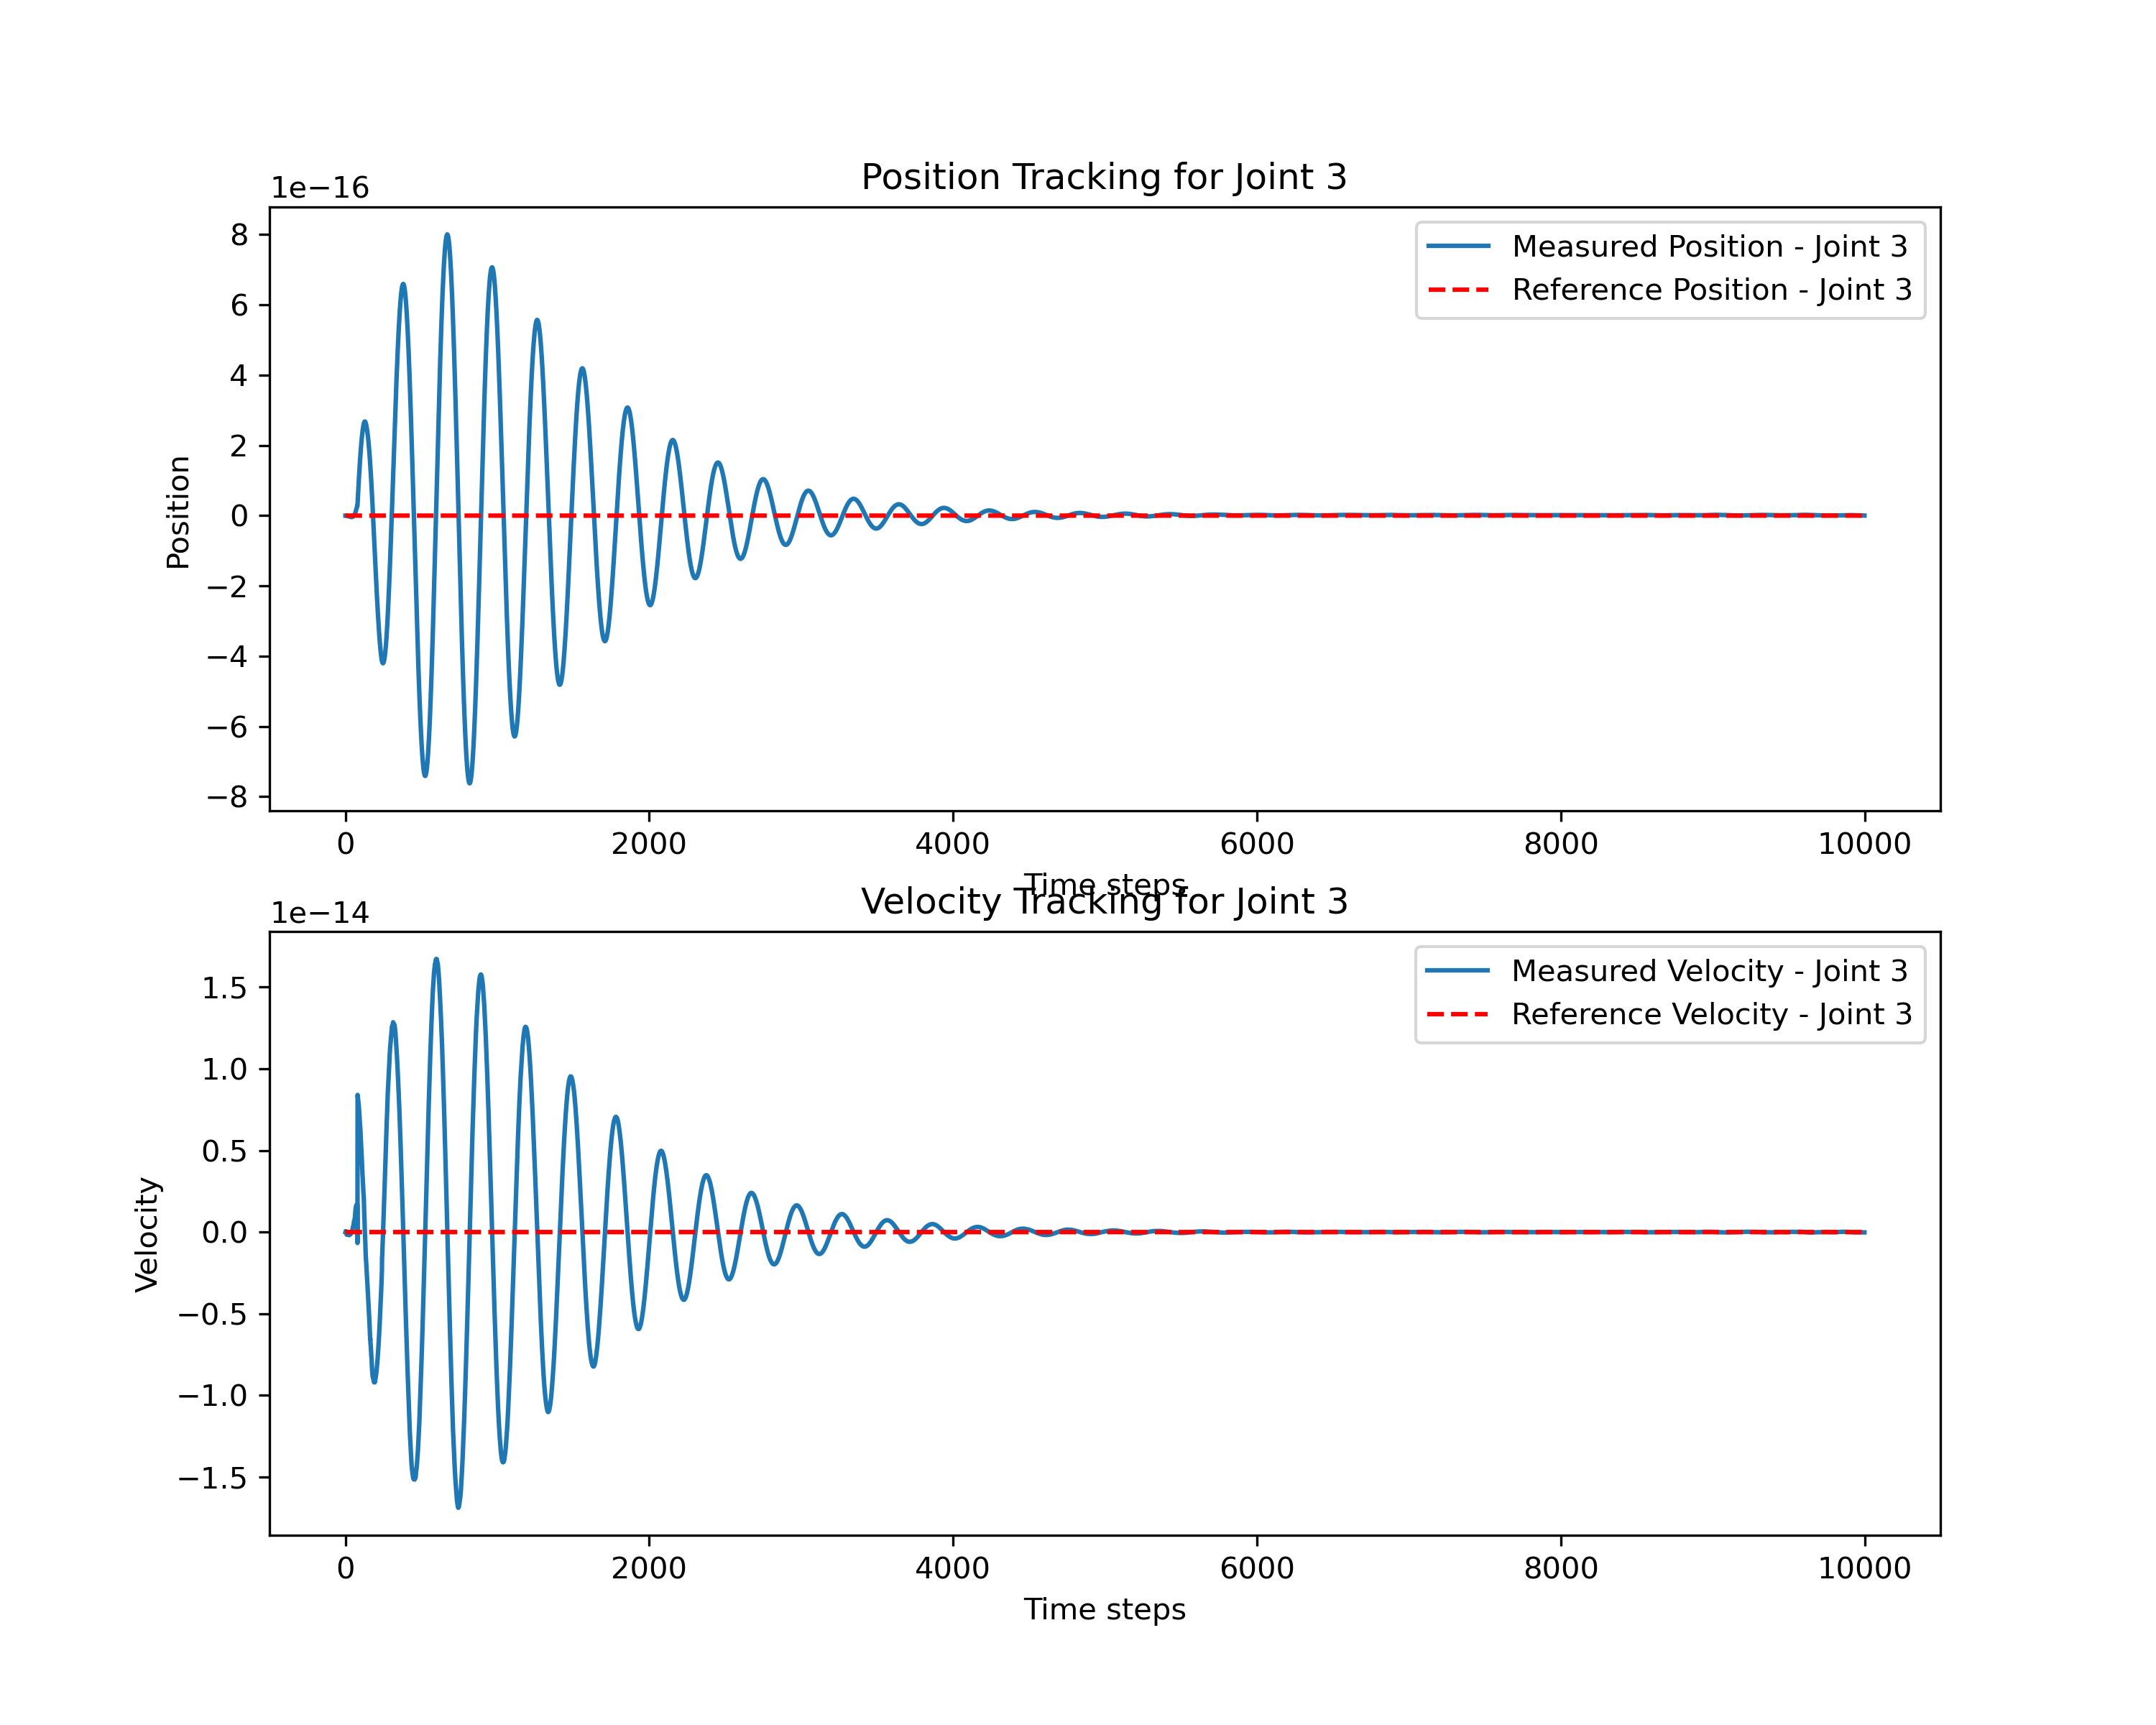 Position Tracking for Joint 3
1e−16
8
6
4
2
0
−2
−4
−6
−8
Position
Measured Position - Joint 3
Reference Position - Joint 3
0 2000 4000 6000 8000 10000
Time steps
Velocity Tracking for Joint 3
1e−14
1.5
1.0
0.5
0.0
−0.5
−1.0
−1.5
Velocity
Measured Velocity - Joint 3
Reference Velocity - Joint 3
0 2000 4000 6000 8000 10000
Time steps